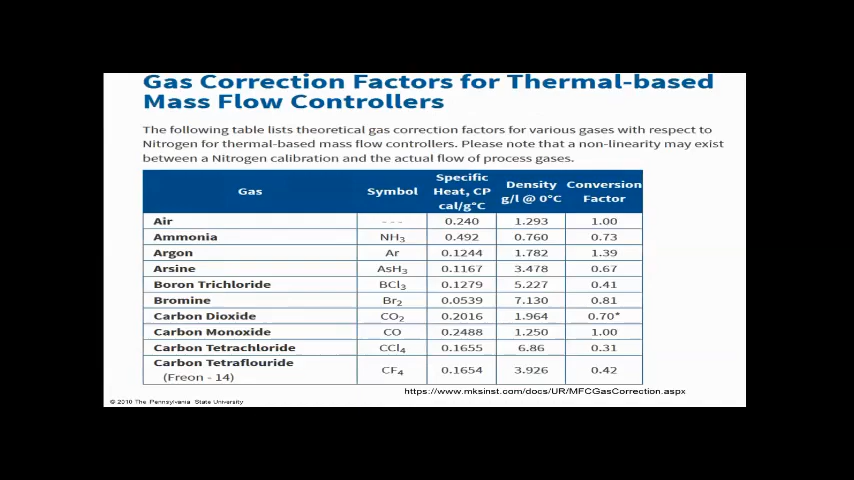 Gas Correction Factors for Thermal-based
Mass Flow Controllers
The following table lists theoretical gas correction factors for various gases with respect to
Nitrogen for thermal-based mass flow controllers. Please note that a non-linearity may exist
between a Nitrogen calibration and the actual flow of process gases.
Gas Symbol Specific Heat, CP cal/g°C Density g/l @ 0°C Conversion Factor
Air - - - 0.240 1.293 1.00
Ammonia NH3 0.492 0.760 0.73
Argon Ar 0.1244 1.782 1.39
Arsine AsH3 0.1167 3.478 0.67
Boron Trichloride BCl3 0.1279 5.227 0.41
Bromine Br2 0.0539 7.130 0.81
Carbon Dioxide CO2 0.2016 1.964 0.70*
Carbon Monoxide CO 0.2488 1.250 1.00
Carbon Tetrachloride CCl4 0.1655 6.86 0.31
Carbon Tetraflouride (Freon - 14) CF4 0.1654 3.926 0.42
https://www.mksinst.com/docs/UR/MFCGasCorrection.aspx
© 2010 The Pennsylvania State University